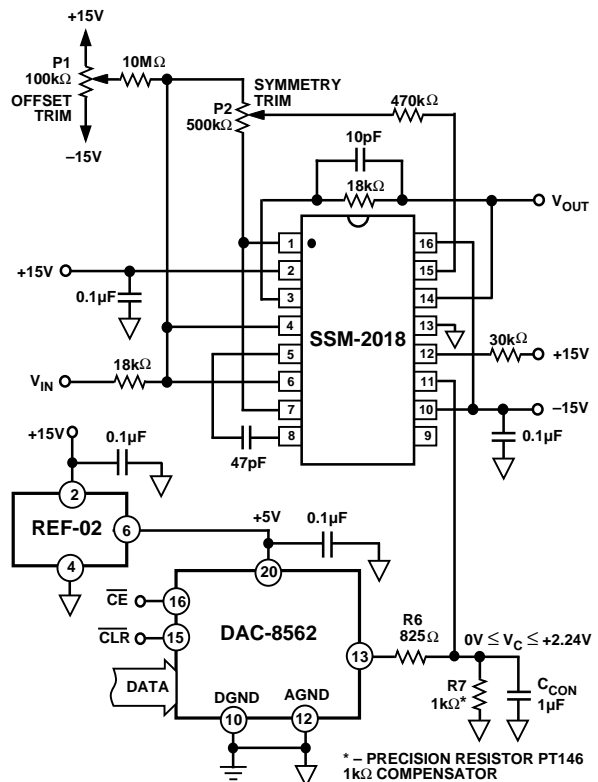 +15V
P1
100kΩ
OFFSET
TRIM
–15V
10MΩ
P2
500kΩ
SYMMETRY
TRIM
470kΩ
10pF
18kΩ
VOUT
+15V
0.1µF
1
2
3
4
5
6
7
8
SSM-2018
16
15
14
13
12
11
10
9
30kΩ
+15V
–15V
0.1µF
VIN
18kΩ
47pF
+15V
0.1µF
2
REF-02
6
4
+5V
0.1µF
20
CE
16
CLR
15
DAC-8562
DATA
13
DGND
10
AGND
12
R6
825Ω
0V ≤ VC ≤ +2.24V
R7
1kΩ*
CCON
1µF
* – PRECISION RESISTOR PT146
1kΩ COMPENSATOR